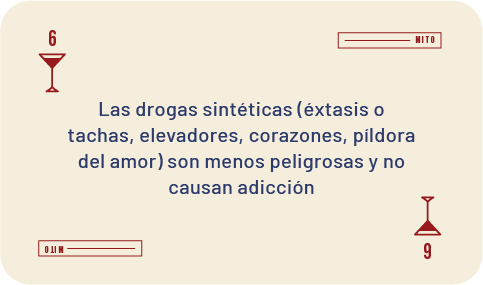 6
MITO
Las drogas sintéticas (éxtasis o
tachas, elevadores, corazones, píldora
del amor) son menos peligrosas y no
causan adicción
MITO
6